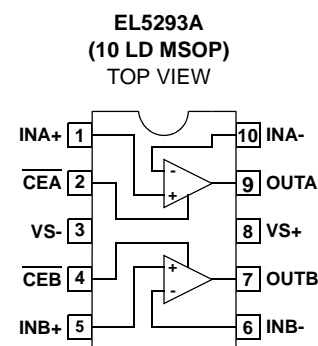 EL5293A
(10 LD MSOP)
TOP VIEW
INA+ 1 10 INA-
CEA 2 9 OUTA
VS- 3 8 VS+
CEB 4 7 OUTB
INB+ 5 6 INB-
-
+
+
-